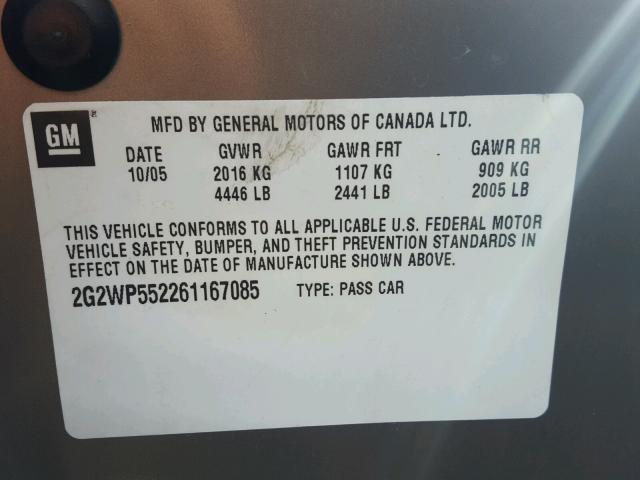 GM
MFD BY GENERAL MOTORS OF CANADA LTD.
DATE GVWR GAWR FRT GAWR RR
10/05 2016 KG 1107 KG 909 KG
4446 LB 2441 LB 2005 LB
THIS VEHICLE CONFORMS TO ALL APPLICABLE U.S. FEDERAL MOTOR
VEHICLE SAFETY, BUMPER, AND THEFT PREVENTION STANDARDS IN
EFFECT ON THE DATE OF MANUFACTURE SHOWN ABOVE.
2G2WP552261167085 TYPE: PASS CAR